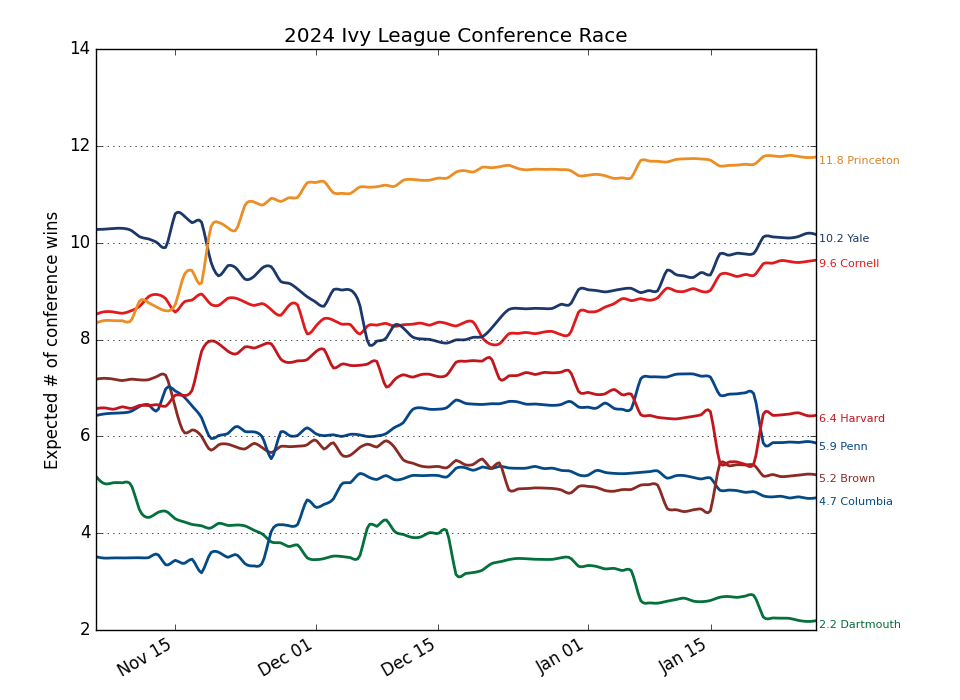 2024 Ivy League Conference Race
Expected # of conference wins
14
12
10
8
6
4
2
11.8 Princeton
10.2 Yale
9.6 Cornell
6.4 Harvard
5.9 Penn
5.2 Brown
4.7 Columbia
2.2 Dartmouth
Nov 15
Dec 01
Dec 15
Jan 01
Jan 15